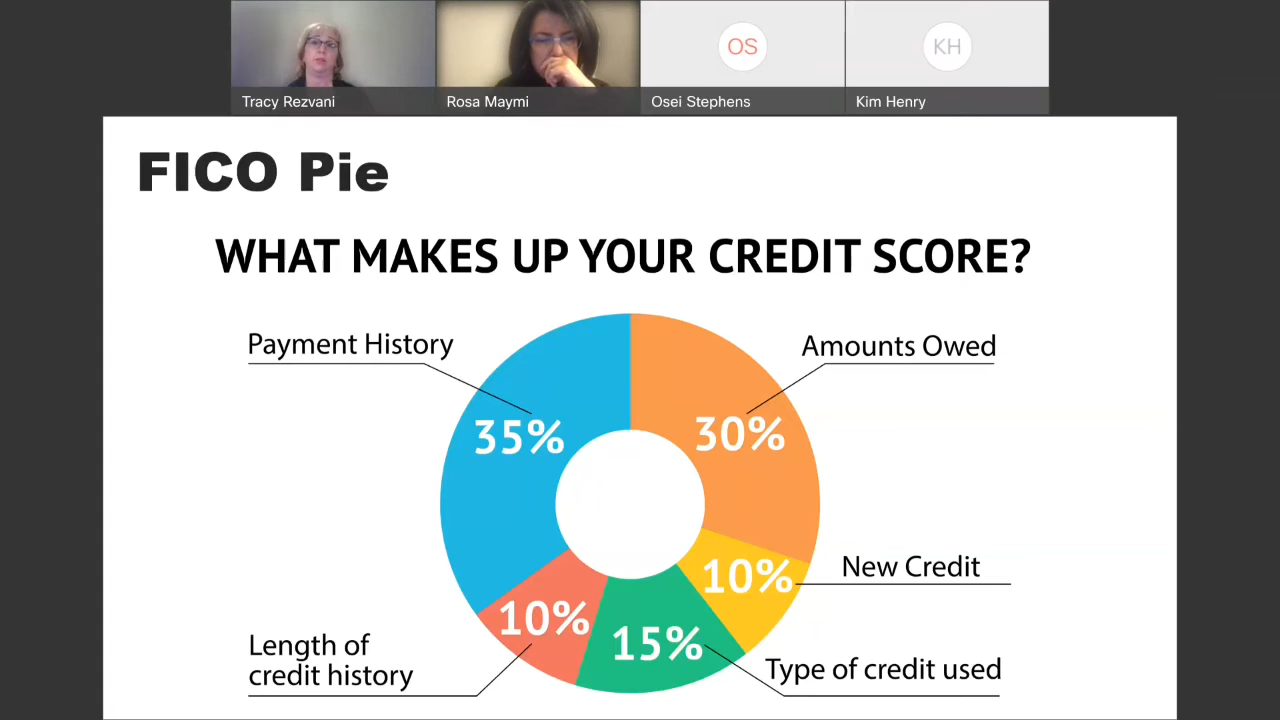 OS
KH
Tracy Rezvani
Rosa Maymi
Osei Stephens
Kim Henry
FICO Pie
WHAT MAKES UP YOUR CREDIT SCORE?
Payment History
Amounts Owed
35%
30%
New Credit
10%
10%
15%
Length of
credit history
Type of credit used